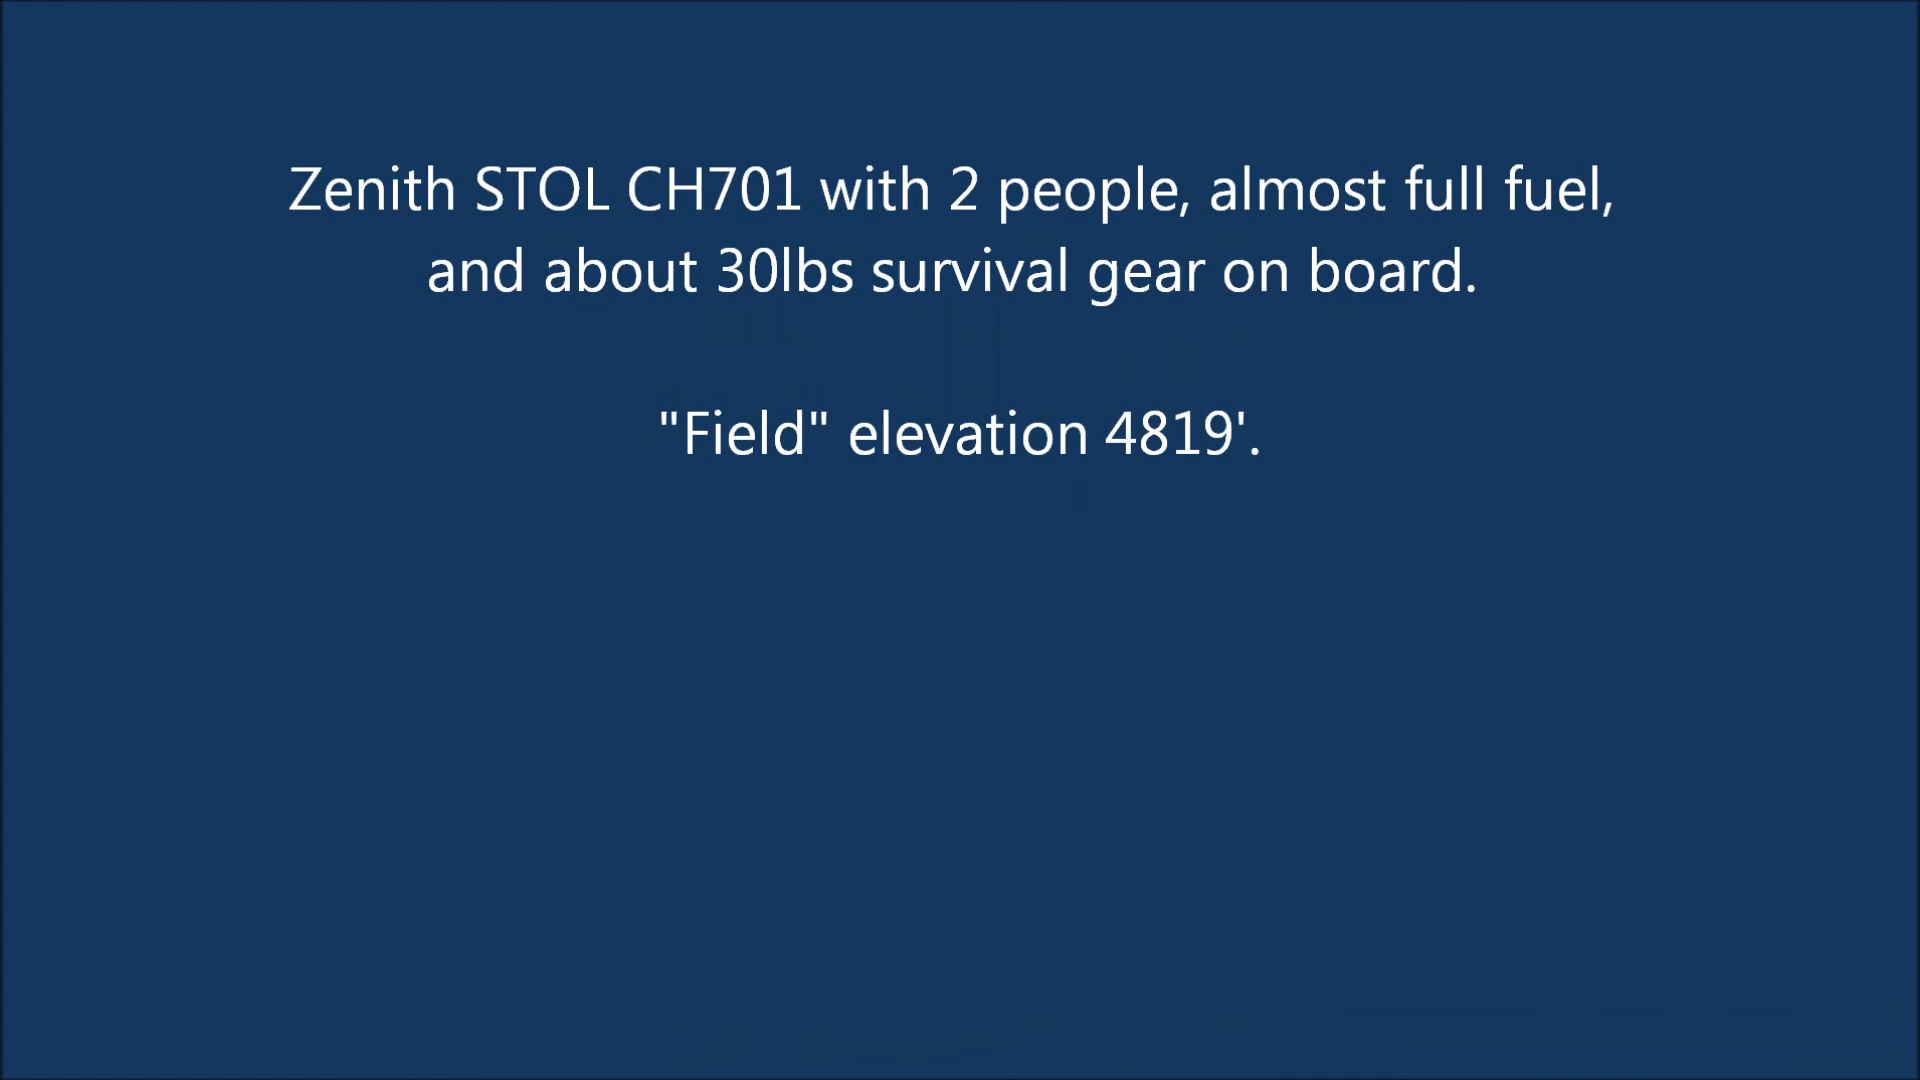 Zenith STOL CH701 with 2 people, almost full fuel,
and about 30lbs survival gear on board.
"Field" elevation 4819'.